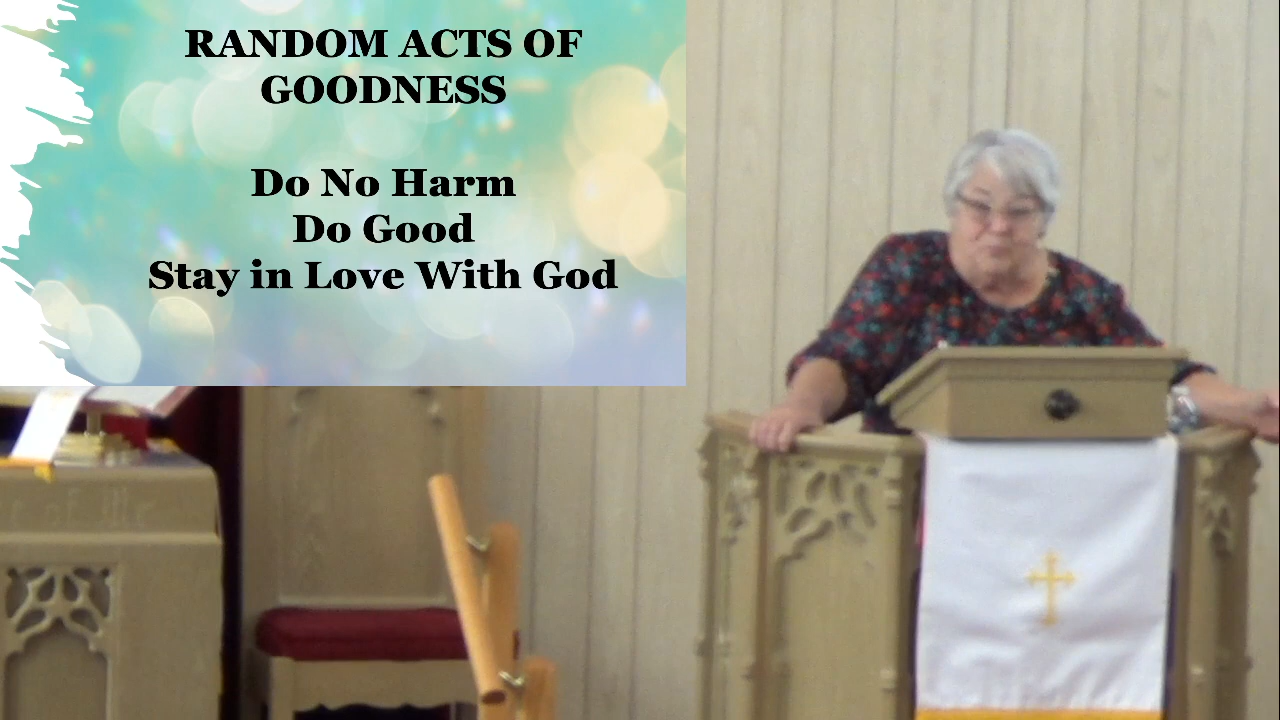 RANDOM ACTS OF
GOODNESS
Do No Harm
Do Good
Stay in Love With God